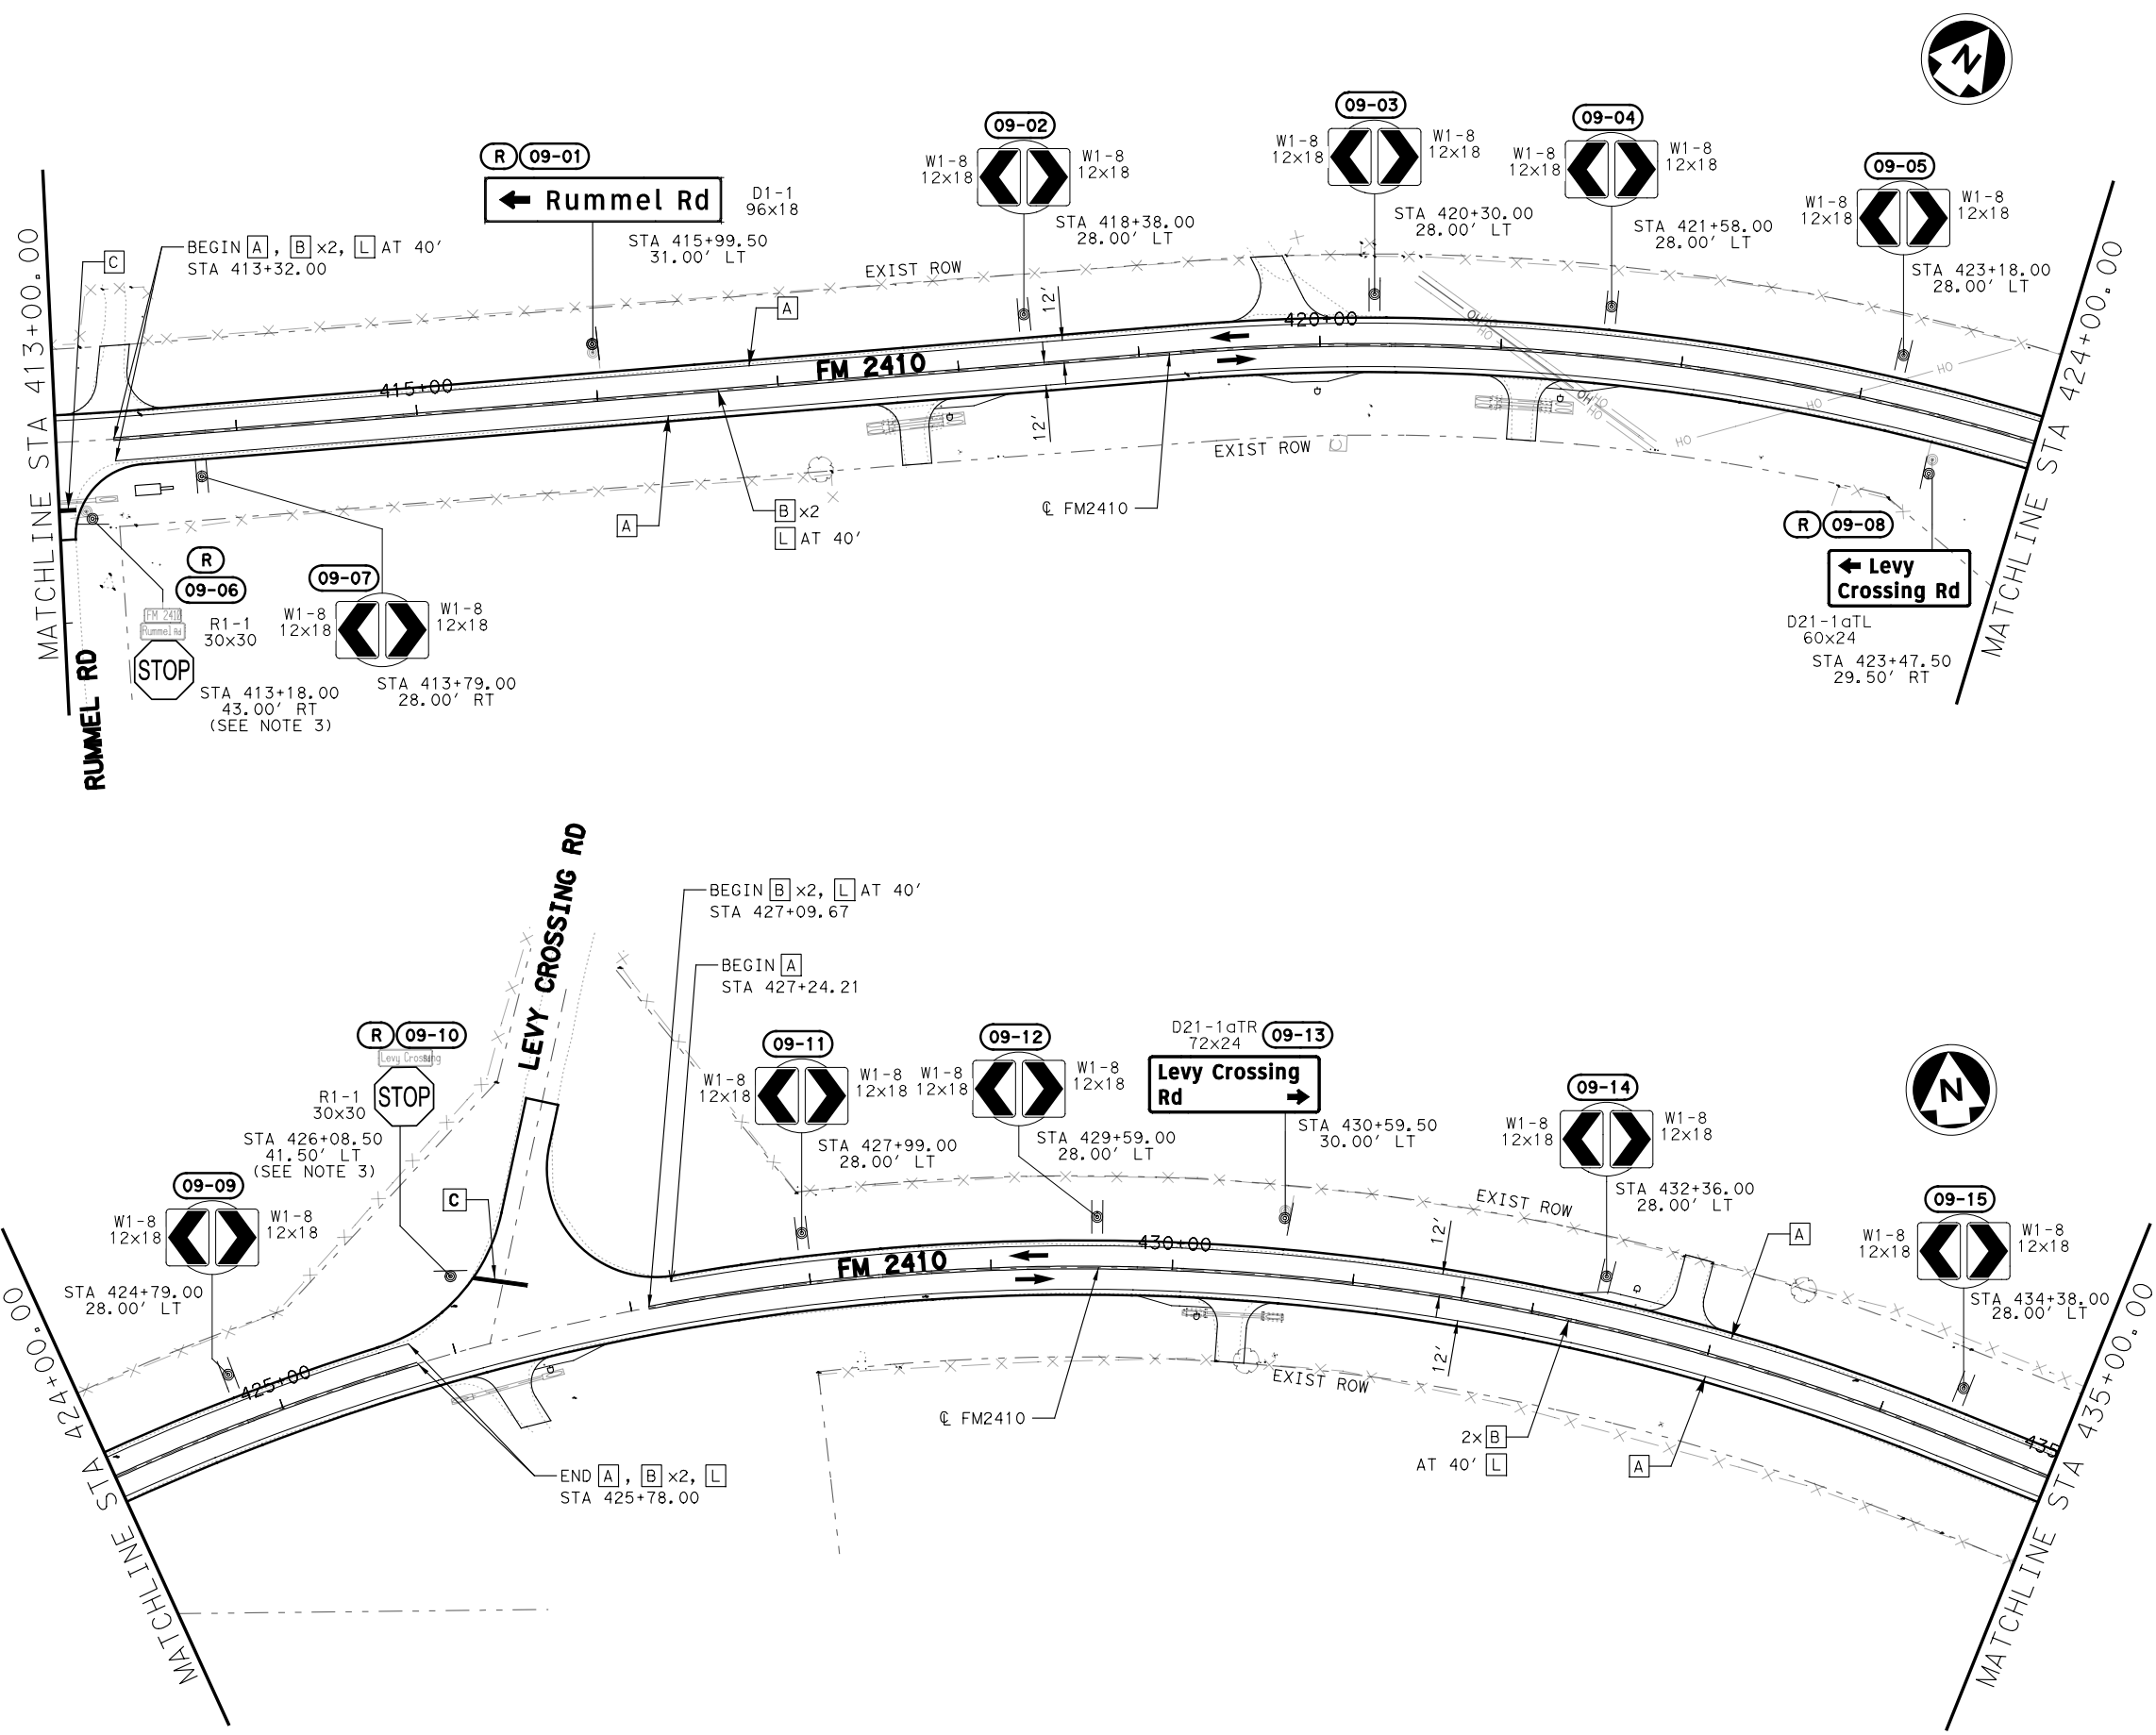 N
R 09-01
Rummel Rd
D1-1
96x18
STA 415+99.50
31.00' LT
09-02
W1-8
12x18
W1-8
12x18
STA 418+38.00
28.00' LT
09-03
W1-8
12x18
W1-8
12x18
STA 420+30.00
28.00' LT
09-04
W1-8
12x18
W1-8
12x18
STA 421+58.00
28.00' LT
09-05
W1-8
12x18
W1-8
12x18
STA 423+18.00
28.00' LT
MATCHLINE STA 413+00.00
C
BEGIN A, B x2, L AT 40'
STA 413+32.00
EXIST ROW
A
12'
415+00
FM 2410
420+00
OH
OH
OH
OH
OH
OH
OH
OH
12'
EXIST ROW
A
B x2
L AT 40'
℄ FM2410
MATCHLINE STA 424+00.00
R
09-06
FM 2410
Rummel Rd
STOP
R1-1
30x30
STA 413+18.00
43.00' RT
(SEE NOTE 3)
RUMMEL RD
09-07
W1-8
12x18
W1-8
12x18
STA 413+79.00
28.00' RT
R 09-08
Levy
Crossing Rd
D21-1aTL
60x24
STA 423+47.50
29.50' RT
LEVY CROSSING RD
BEGIN B x2, L AT 40'
STA 427+09.67
BEGIN A
STA 427+24.21
R 09-10
Levy Crossing
STOP
R1-1
30x30
STA 426+08.50
41.50' LT
(SEE NOTE 3)
C
09-09
W1-8
12x18
W1-8
12x18
STA 424+79.00
28.00' LT
09-11
W1-8
12x18
W1-8
12x18
STA 427+99.00
28.00' LT
09-12
W1-8
12x18
W1-8
12x18
STA 429+59.00
28.00' LT
D21-1aTR
72x24
09-13
Levy Crossing
Rd
STA 430+59.50
30.00' LT
N
09-14
W1-8
12x18
W1-8
12x18
STA 432+36.00
28.00' LT
09-15
W1-8
12x18
W1-8
12x18
STA 434+38.00
28.00' LT
EXIST ROW
A
12'
430+00
FM 2410
425+00
12'
EXIST ROW
℄ FM2410
2x B
AT 40' L
A
435
END A, B x2, L
STA 425+78.00
MATCHLINE STA 424+00.00
MATCHLINE STA 435+00.00